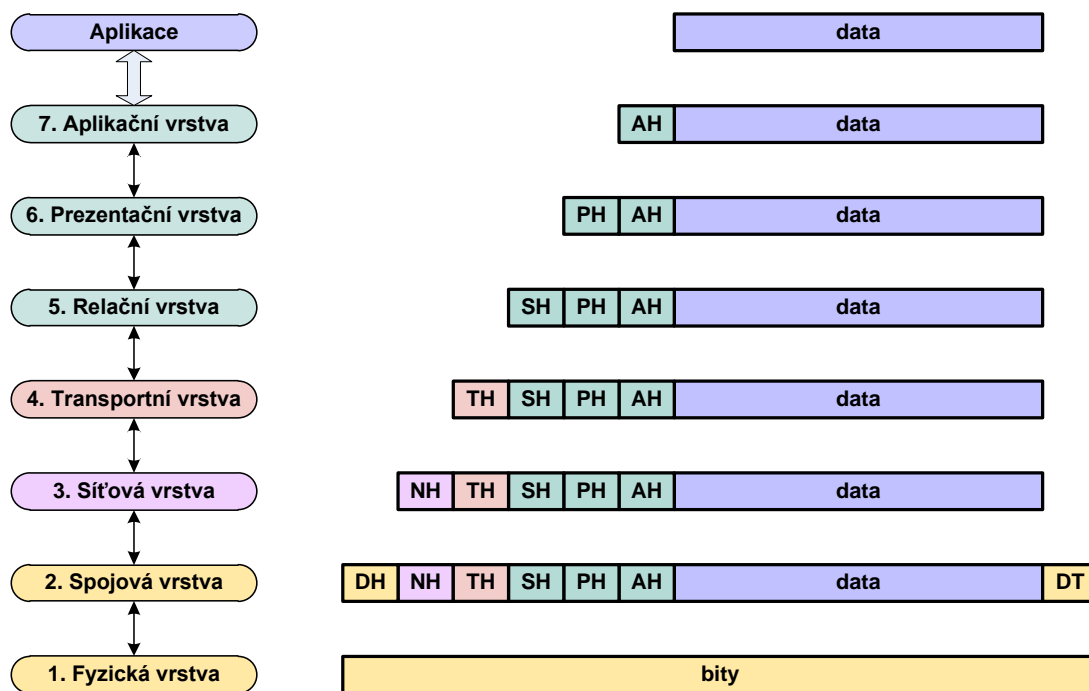 Aplikace data
7. Aplikační vrstva AH data
6. Prezentační vrstva PH AH data
5. Relační vrstva SH PH AH data
4. Transportní vrstva TH SH PH AH data
3. Síťová vrstva NH TH SH PH AH data
2. Spojová vrstva DH NH TH SH PH AH data DT
1. Fyzická vrstva bity